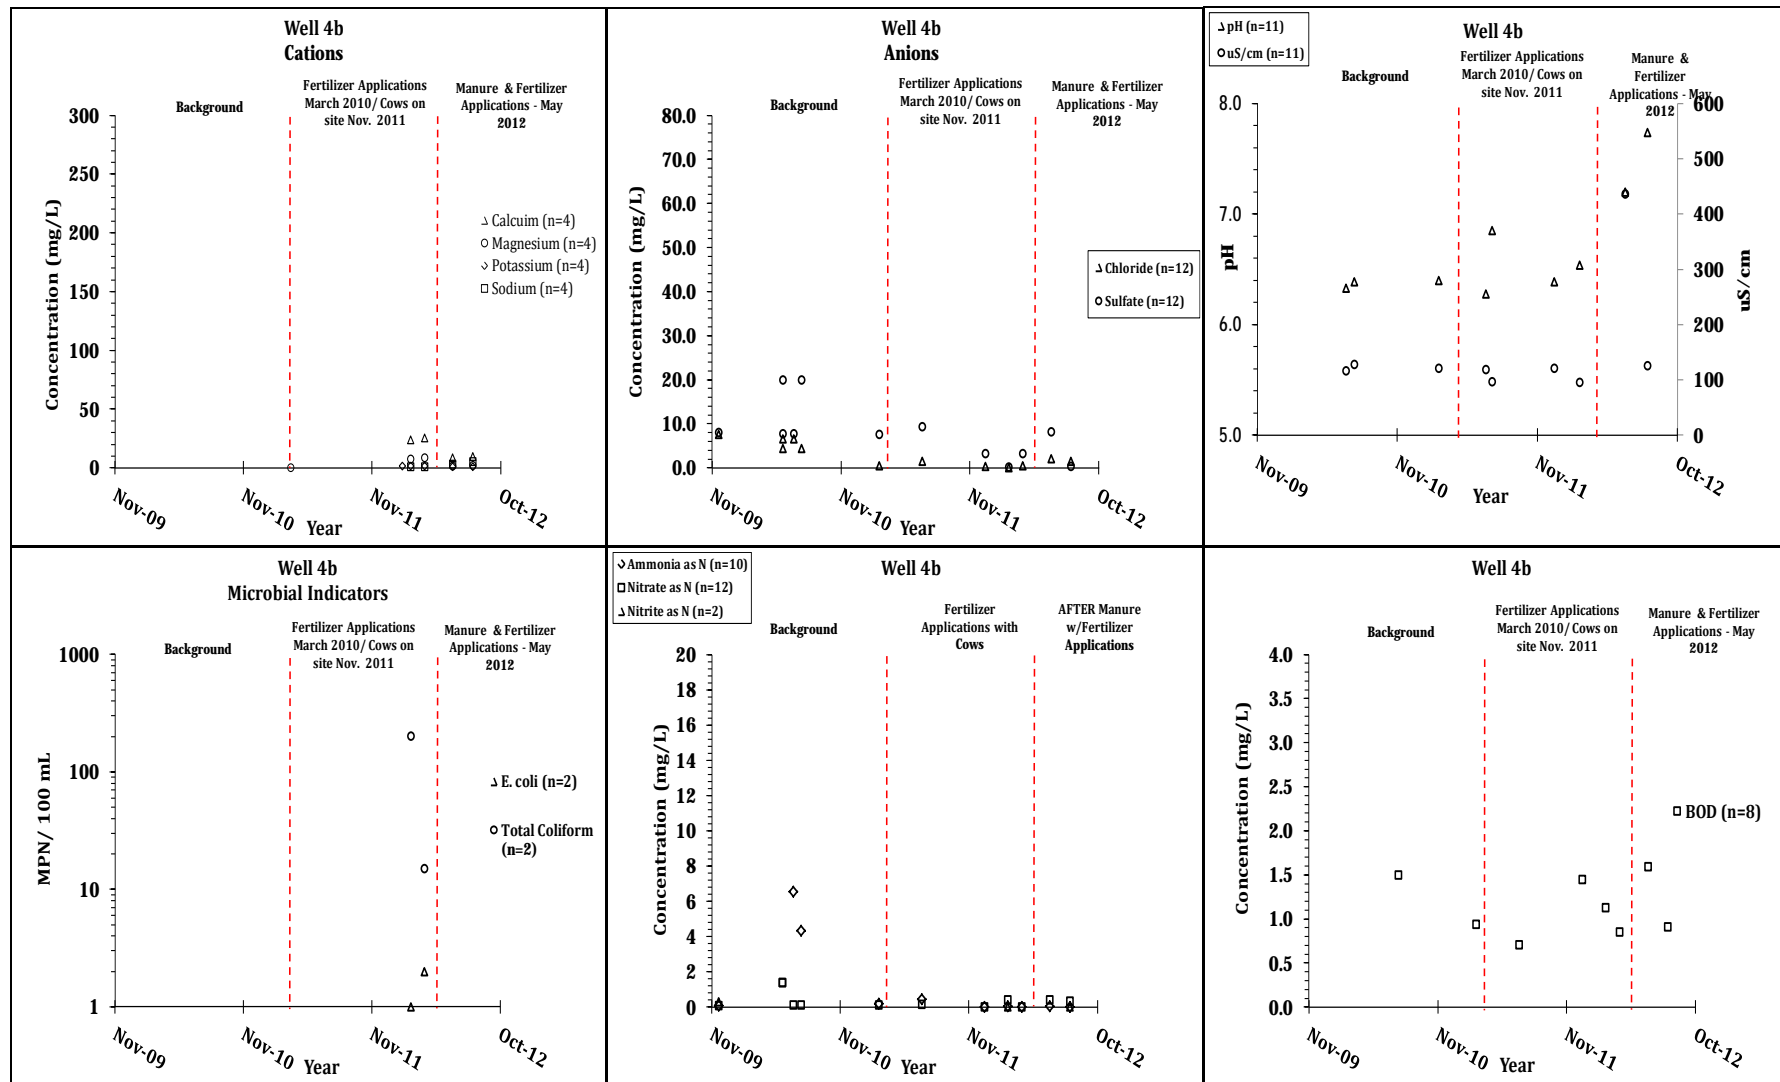 Well 4b
Cations
Background
Fertilizer Applications
March 2010/ Cows on
site Nov. 2011
Manure & Fertilizer
Applications - May
2012
Concentration (mg/L)
300
250
200
150
100
50
0
Calcuim (n=4)
Magnesium (n=4)
Potassium (n=4)
Sodium (n=4)
Nov-09
Nov-10
Nov-11
Oct-12
Year
Well 4b
Anions
Background
Fertilizer Applications
March 2010/ Cows on
site Nov. 2011
Manure & Fertilizer
Applications - May
2012
Concentration (mg/L)
80.0
70.0
60.0
50.0
40.0
30.0
20.0
10.0
0.0
Chloride (n=12)
Sulfate (n=12)
Nov-09
Nov-10
Nov-11
Oct-12
Year
pH (n=11)
uS/cm (n=11)
Well 4b
Background
Fertilizer Applications
March 2010/ Cows on
site Nov. 2011
Manure &
Fertilizer
Applications - May
2012
pH
8.0
7.0
6.0
5.0
600
500
400
300
200
100
0
uS/cm
Nov-09
Nov-10
Nov-11
Oct-12
Year
Well 4b
Microbial Indicators
Background
Fertilizer Applications
March 2010/ Cows on
site Nov. 2011
Manure & Fertilizer
Applications - May
2012
MPN/ 100 mL
1000
100
10
1
E. coli (n=2)
Total Coliform
(n=2)
Nov-09
Nov-10
Nov-11
Oct-12
Year
Ammonia as N (n=10)
Nitrate as N (n=12)
Nitrite as N (n=2)
Well 4b
Background
Fertilizer
Applications with
Cows
AFTER Manure
w/Fertilizer
Applications
Concentration (mg/L)
20
18
16
14
12
10
8
6
4
2
0
Nov-09
Nov-10
Nov-11
Oct-12
Year
Well 4b
Background
Fertilizer Applications
March 2010/ Cows on
site Nov. 2011
Manure & Fertilizer
Applications - May
2012
Concentration (mg/L)
4.0
3.5
3.0
2.5
2.0
1.5
1.0
0.5
0.0
BOD (n=8)
Nov-09
Nov-10
Nov-11
Oct-12
Year